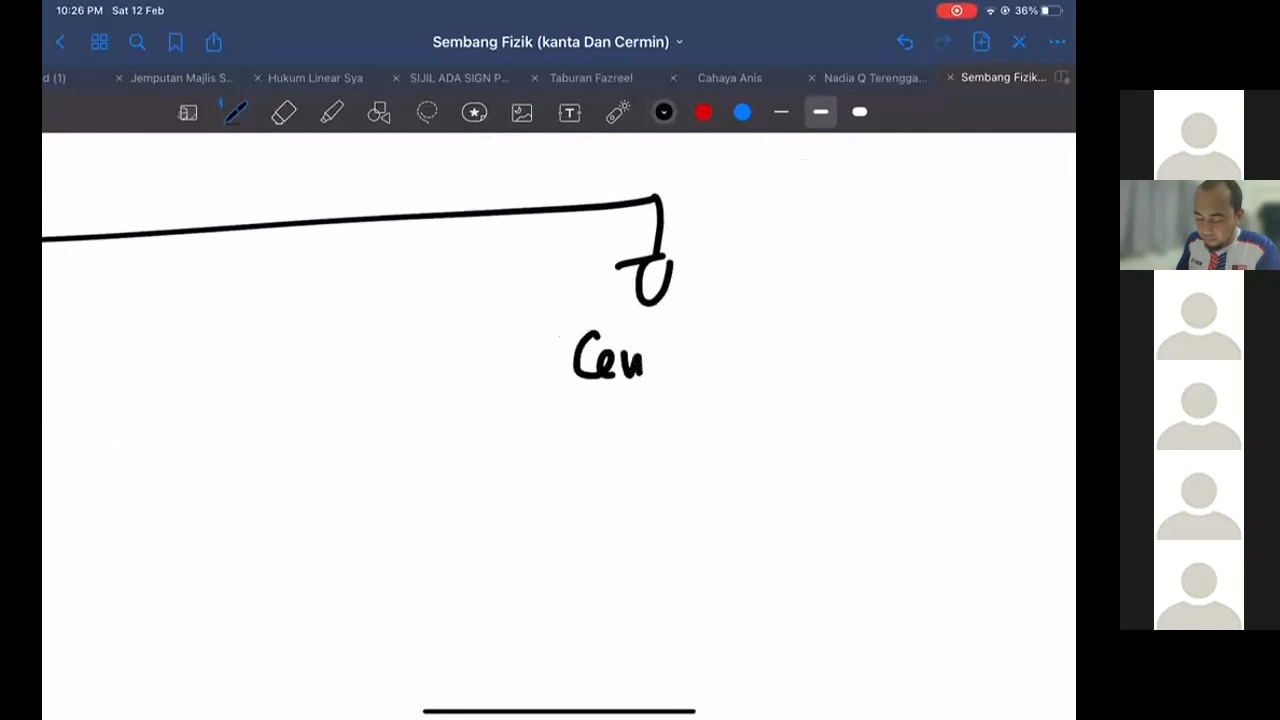 10:26 PM Sat 12 Feb
36%
Sembang Fizik (kanta Dan Cermin)
d (1)
Jemputan Majlis S...
Hukum Linear Sya
SIJIL ADA SIGN P...
Taburan Fazreel
Cahaya Anis
Nadia Q Terengga...
Sembang Fizik...
T
Cen